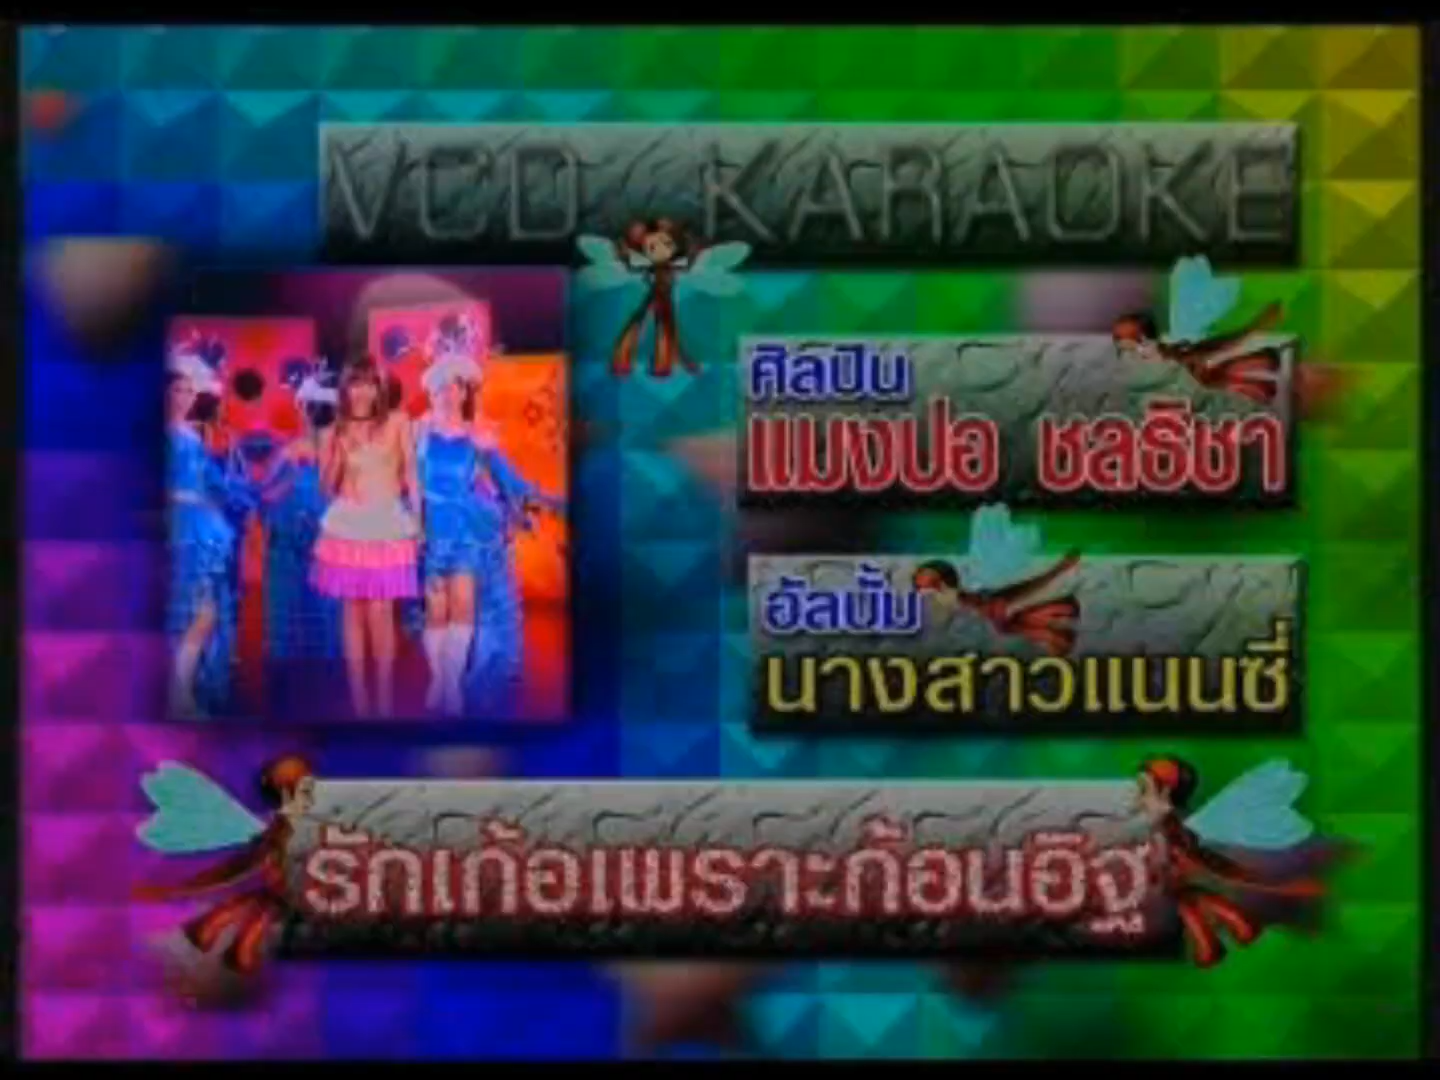 VCD KARAOKE
ศิลปิน
แมงปอ ชลธิชา
อัลบั้ม
นางสาวแนนซี่
รักเก้อเพราะก้อนอิฐ